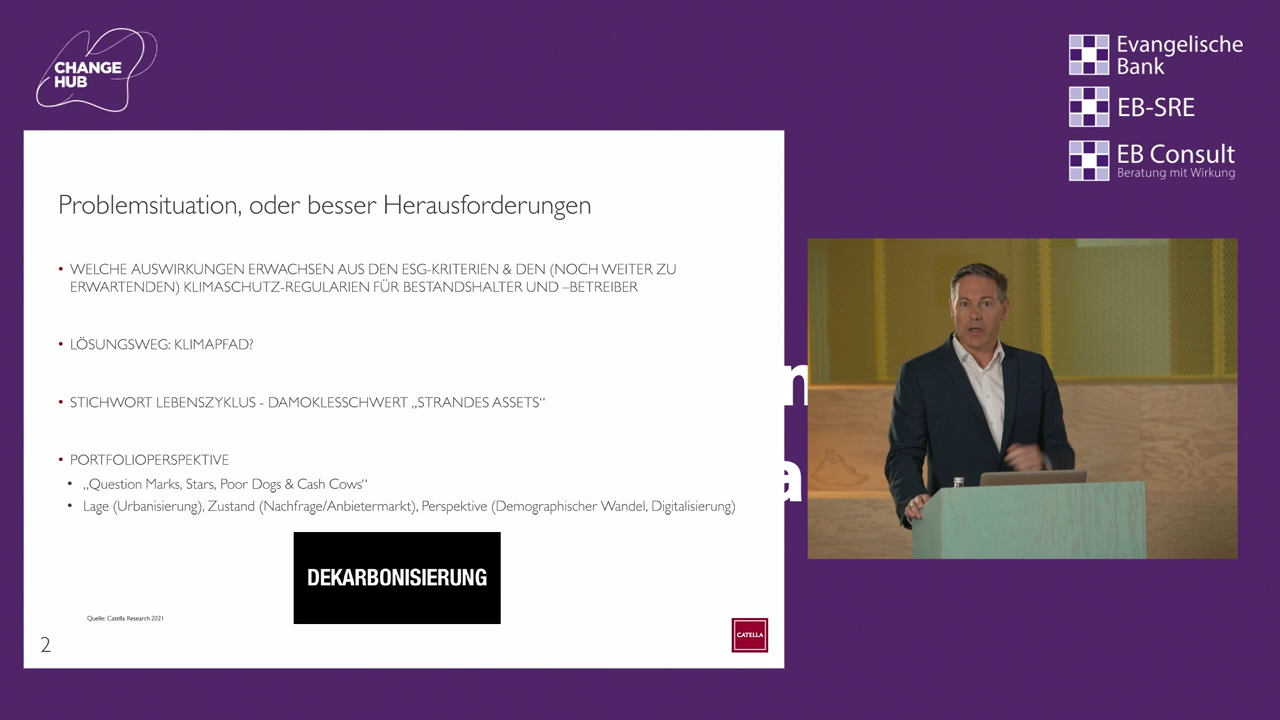 CHANGE
HUB
Evangelische
Bank
EB-SRE
EB Consult
Beratung mit Wirkung
Problemsituation, oder besser Herausforderungen
• WELCHE AUSWIRKUNGEN ERWACHSEN AUS DEN ESG-KRITERIEN & DEN (NOCH WEITER ZU
ERWARTENDEN) KLIMASCHUTZ-REGULARIEN FÜR BESTANDSHALTER UND –BETREIBER
• LÖSUNGSWEG: KLIMAPFAD?
• STICHWORT LEBENSZYKLUS - DAMOKLESSCHWERT „STRANDES ASSETS“
• PORTFOLIOPERSPEKTIVE
• „Question Marks, Stars, Poor Dogs & Cash Cows“
• Lage (Urbanisierung), Zustand (Nachfrage/Anbietermarkt), Perspektive (Demographischer Wandel, Digitalisierung)
DEKARBONISIERUNG
Quelle: Catella Research 2021
2
CATELLA